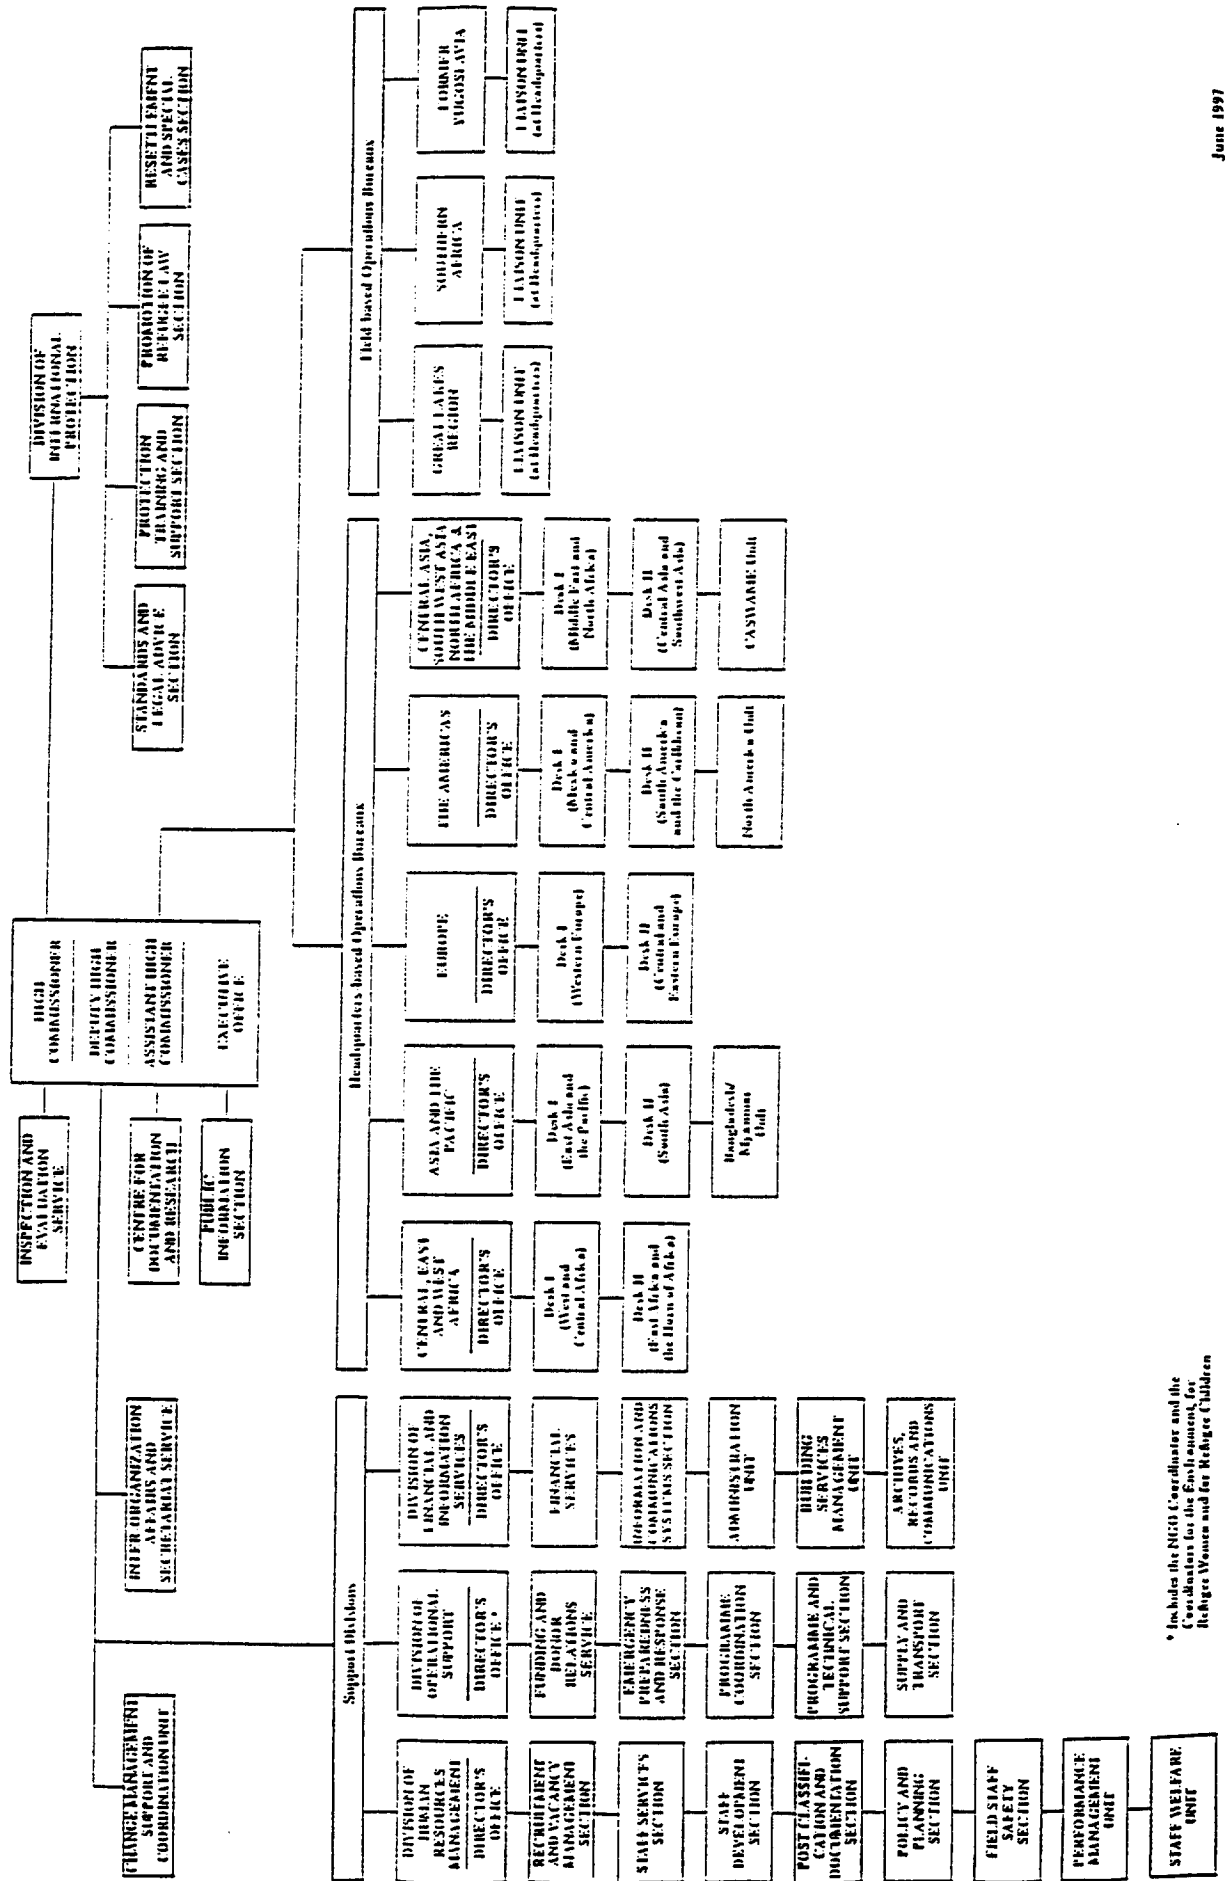 HIGH
COMMISSIONER
DEPUTY HIGH
COMMISSIONER
ASSISTANT HIGH
COMMISSIONER
EXECUTIVE
OFFICE
INSPECTION AND
EVALUATION
SERVICE
CENTRE FOR
DOCUMENTATION
AND RESEARCH
PUBLIC
INFORMATION
SECTION
CHANGE MANAGEMENT
SUPPORT AND
COORDINATION UNIT
INTER ORGANIZATION
AFFAIRS AND
SECRETARIAT SERVICE
DIVISION OF
INTERNATIONAL
PROTECTION
STANDARDS AND
LEGAL ADVICE
SECTION
PROTECTION
TRAINING AND
SUPPORT SECTION
PROMOTION OF
REFUGEE LAW
SECTION
RESETTLEMENT
AND SPECIAL
CASES SECTION
Support Divisions
DIVISION OF
HUMAN
RESOURCES
MANAGEMENT
DIRECTOR'S
OFFICE
RECRUITMENT
AND VACANCY
MANAGEMENT
SECTION
STAFF SERVICES
SECTION
STAFF
DEVELOPMENT
SECTION
POST CLASSIFI-
CATION AND
DOCUMENTATION
SECTION
POLICY AND
PLANNING
SECTION
FIELD STAFF
SAFETY
SECTION
PERFORMANCE
MANAGEMENT
UNIT
STAFF WELFARE
UNIT
DIVISION OF
OPERATIONAL
SUPPORT
DIRECTOR'S
OFFICE *
FUNDING AND
DONOR
RELATIONS
SERVICE
EMERGENCY
PREPAREDNESS
AND RESPONSE
SECTION
PROGRAMME
COORDINATION
SECTION
PROGRAMME AND
TECHNICAL
SUPPORT SECTION
SUPPLY AND
TRANSPORT
SECTION
DIVISION OF
FINANCIAL AND
INFORMATION
SERVICES
DIRECTOR'S
OFFICE
FINANCIAL
SERVICES
INFORMATION AND
COMMUNICATIONS
SYSTEMS SECTION
ADMINISTRATION
UNIT
BUILDING
SERVICES
MANAGEMENT
UNIT
ARCHIVES,
RECORDS AND
COMMUNICATIONS
UNIT
Headquarters-based Operations Bureaux
CENTRAL, EAST
AND WEST
AFRICA
DIRECTOR'S
OFFICE
Desk I
(West and
Central Africa)
Desk II
(East Africa and
the Horn of Africa)
ASIA AND THE
PACIFIC
DIRECTOR'S
OFFICE
Desk I
(East Asia and
the Pacific)
Desk II
(South Asia)
Bangladesh/
Myanmar
Unit
EUROPE
DIRECTOR'S
OFFICE
Desk I
(Western Europe)
Desk II
(Central and
Eastern Europe)
THE AMERICAS
DIRECTOR'S
OFFICE
Desk I
(Mexico and
Central America)
Desk II
(South America
and the Caribbean)
North America Unit
CENTRAL ASIA,
SOUTH WEST ASIA
NORTH AFRICA &
THE MIDDLE EAST
DIRECTOR'S
OFFICE
Desk I
(Middle East and
North Africa)
Desk II
(Central Asia and
Southwest Asia)
CASWANAME Unit
Field-based Operations Bureaux
GREAT LAKES
REGION
LIAISON UNIT
(at Headquarters)
SOUTHERN
AFRICA
LIAISON UNIT
(at Headquarters)
FORMER
YUGOSLAVIA
LIAISON UNIT
(at Headquarters)
* Includes the NGO Coordinator and the
Coordinators for the Environment, for
Refugee Women and for Refugee Children
June 1997